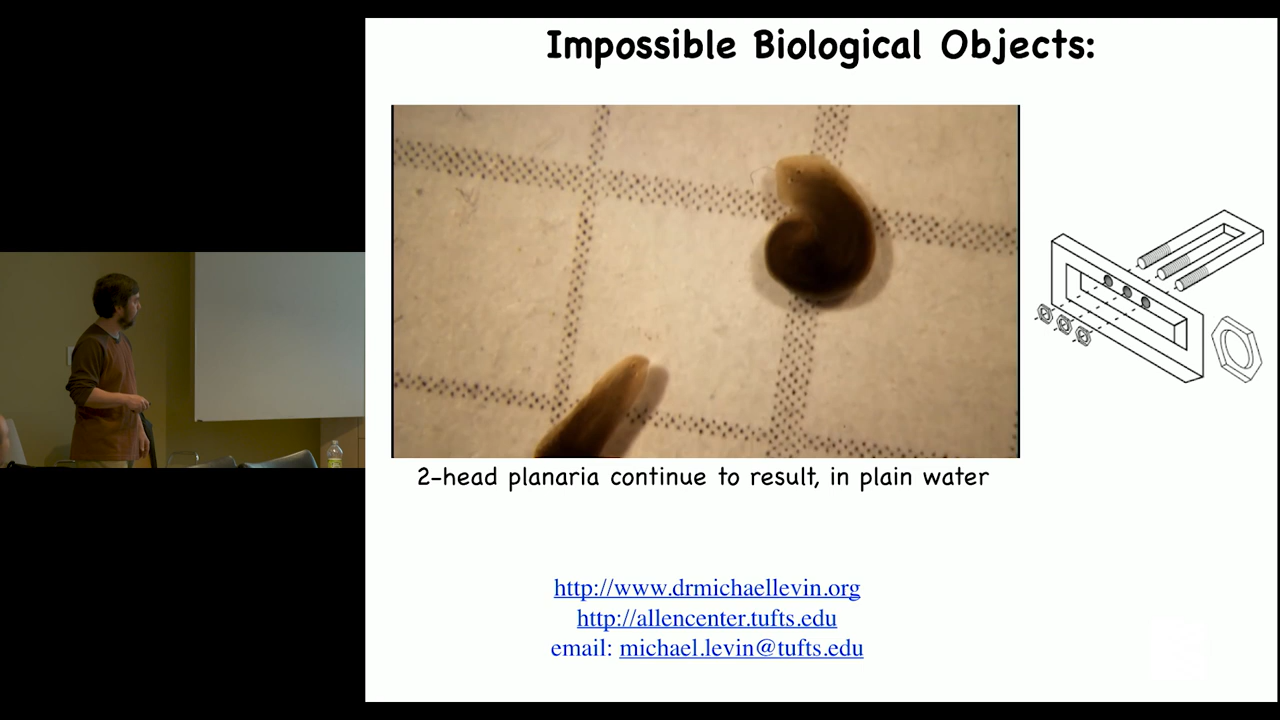 Impossible Biological Objects:
2-head planaria continue to result, in plain water
http://www.drmichaellevin.org
http://allencenter.tufts.edu
email: michael.levin@tufts.edu